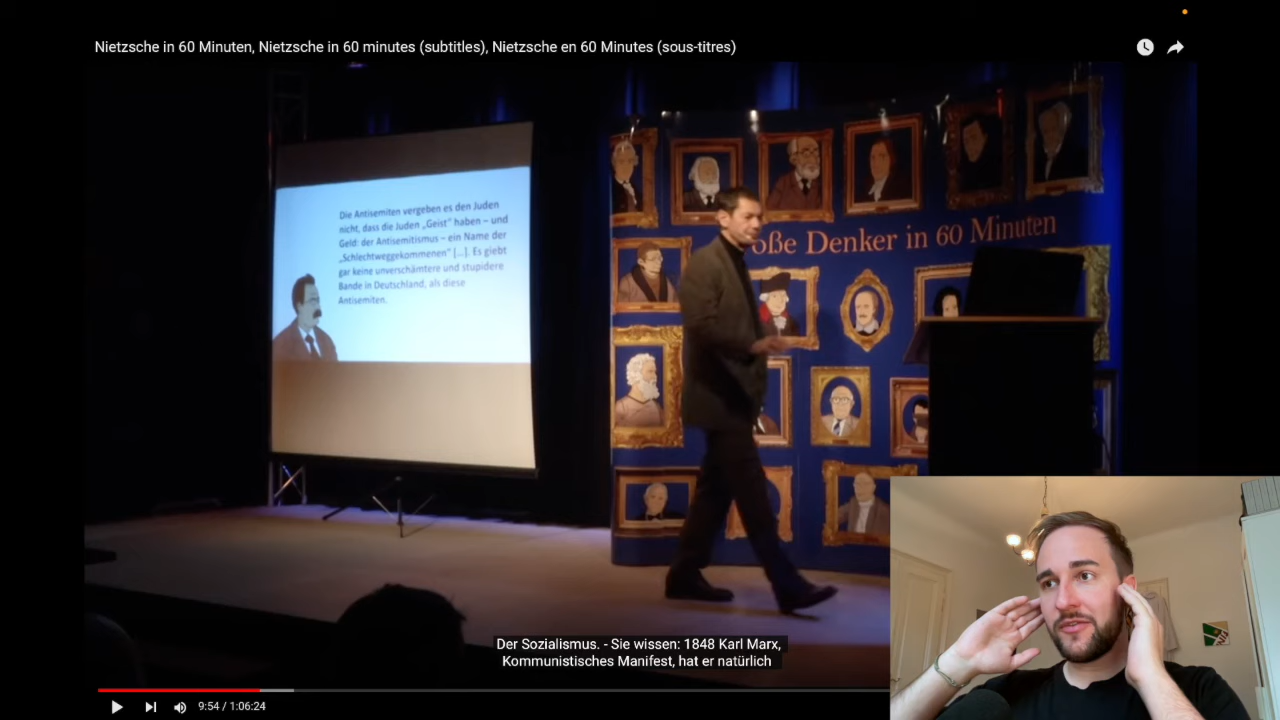 Nietzsche in 60 Minuten, Nietzsche in 60 minutes (subtitles), Nietzsche en 60 Minutes (sous-titres)
Die Antisemiten vergeben es den Juden
nicht, dass die Juden „Geist" haben – und
Geld: der Antisemitismus – ein Name der
„Schlechtweggekommenen" [...]. Es giebt
gar keine unverschämtere und stupidere
Bande in Deutschland, als diese
Antisemiten.
oße Denker in 60 Minuten
Der Sozialismus. - Sie wissen: 1848 Karl Marx,
Kommunistisches Manifest, hat er natürlich
9:54 / 1:06:24